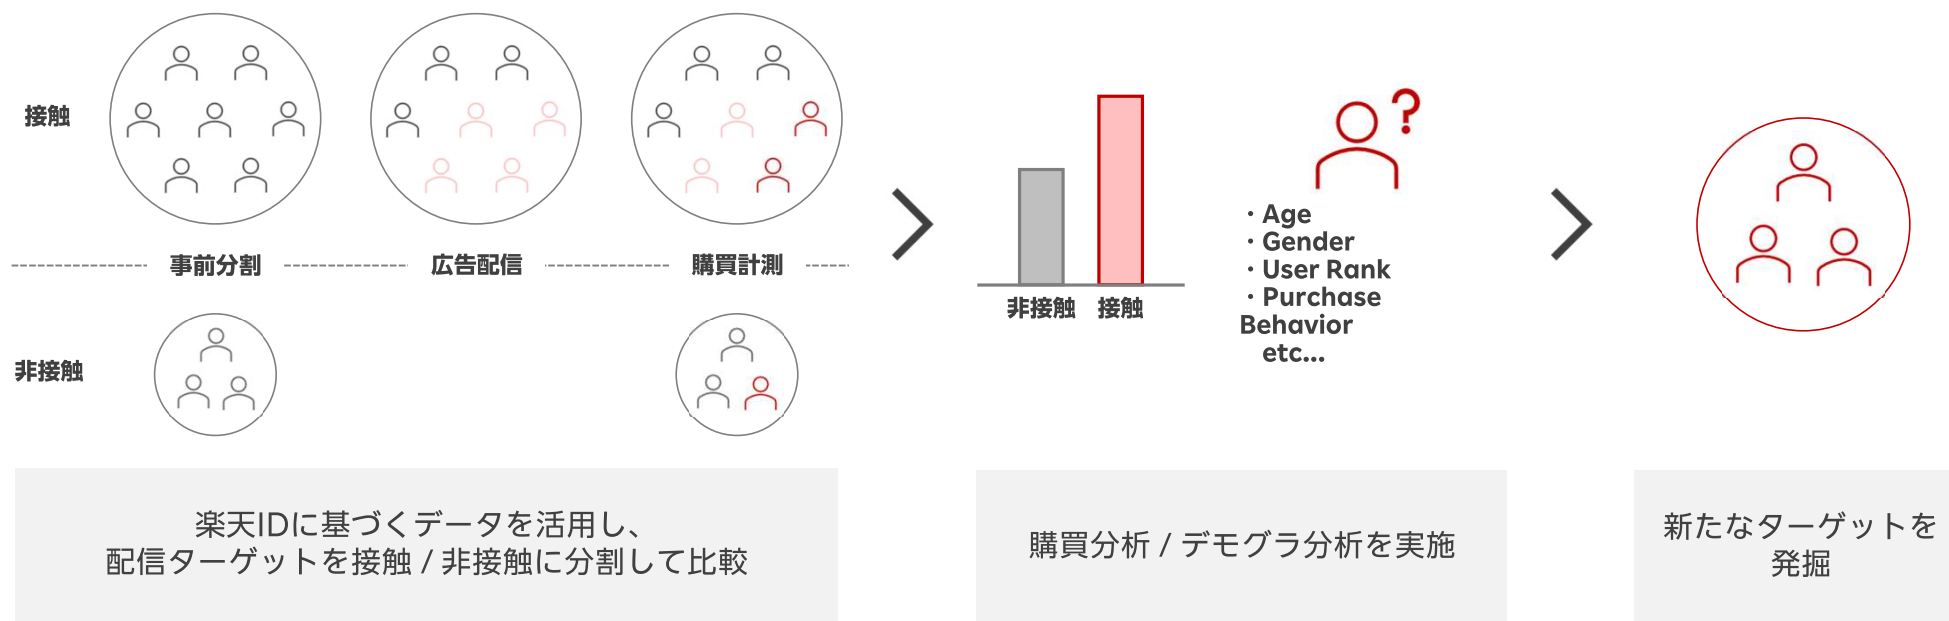 接触
事前分割
広告配信
購買計測
非接触
非接触
接触
?
・Age
・Gender
・User Rank
・Purchase
Behavior
etc...
楽天IDに基づくデータを活用し、
配信ターゲットを接触 / 非接触に分割して比較
購買分析 / デモグラ分析を実施
新たなターゲットを
発掘